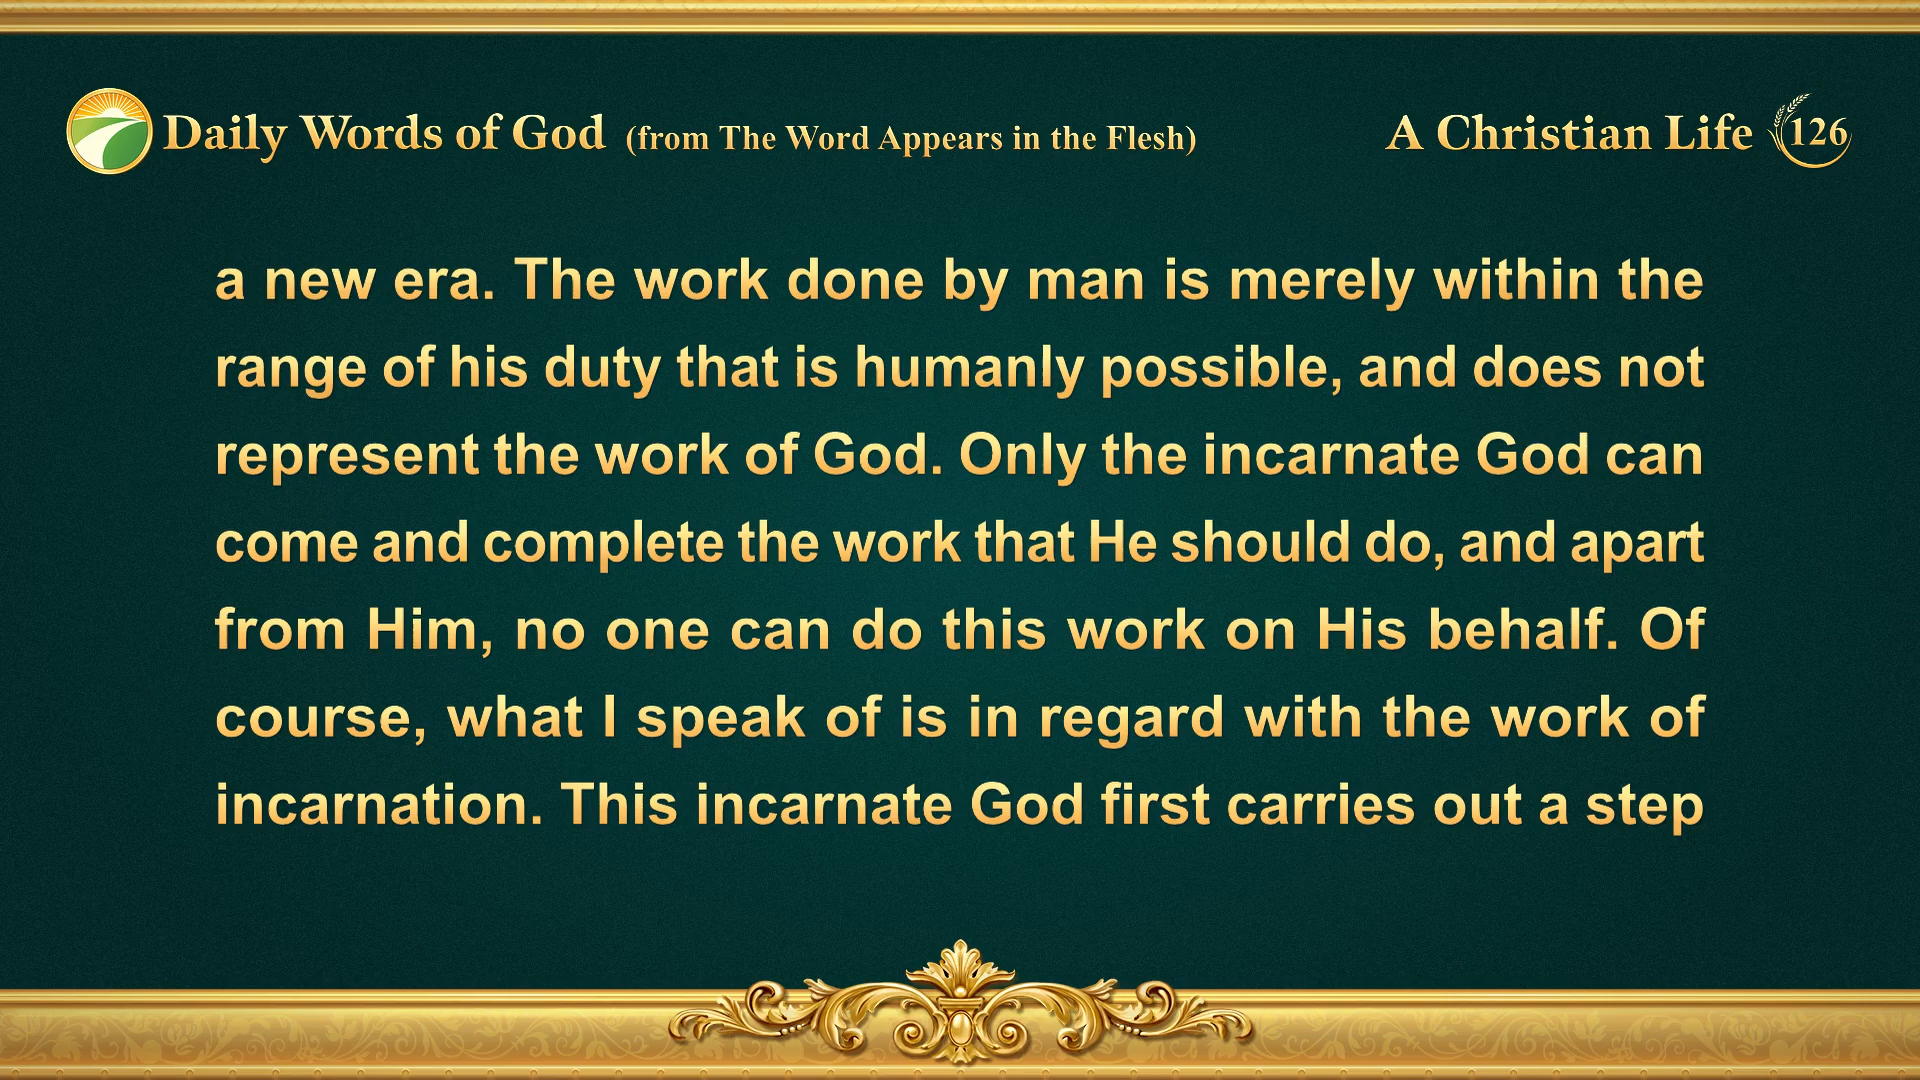 Daily Words of God (from The Word Appears in the Flesh) A Christian Life 126
a new era. The work done by man is merely within the
range of his duty that is humanly possible, and does not
represent the work of God. Only the incarnate God can
come and complete the work that He should do, and apart
from Him, no one can do this work on His behalf. Of
course, what I speak of is in regard with the work of
incarnation. This incarnate God first carries out a step